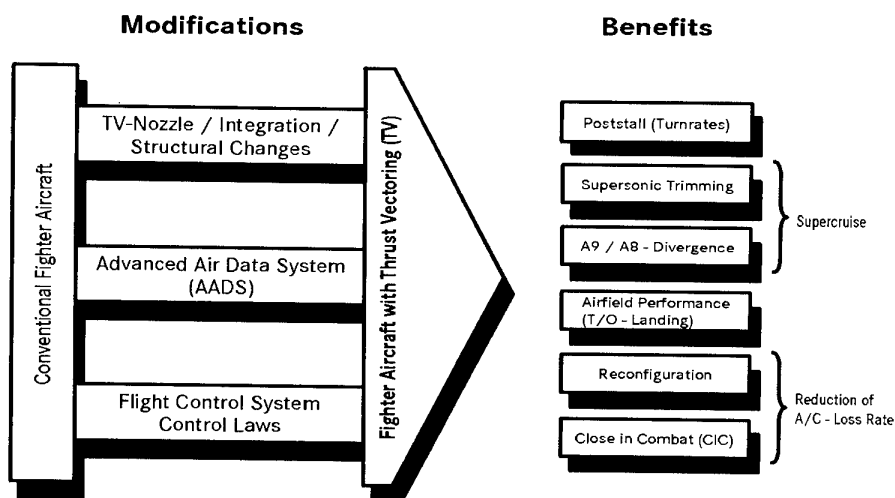 Modifications
Benefits
Conventional Fighter Aircraft
TV-Nozzle / Integration /
Structural Changes
Advanced Air Data System
(AADS)
Flight Control System
Control Laws
Fighter Aircraft with Thrust Vectoring (TV)
Poststall (Turnrates)
Supersonic Trimming
A9 / A8 - Divergence
Supercruise
Airfield Performance
(T/O - Landing)
Reconfiguration
Close in Combat (CIC)
Reduction of
A/C - Loss Rate